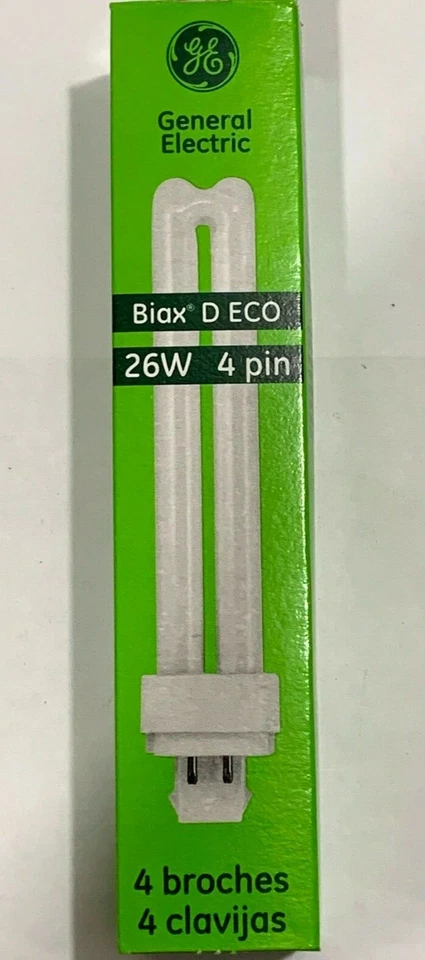 GE
General
Electric
Biax® D ECO
26W 4 pin
4 broches
4 clavijas